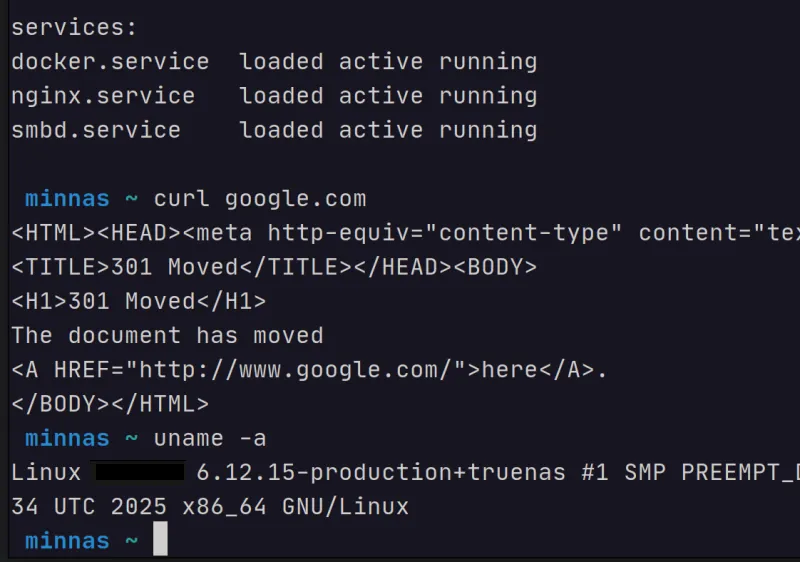 services:
docker.service  loaded active running
nginx.service   loaded active running
smbd.service    loaded active running
minnas ~ curl google.com
<HTML><HEAD><meta http-equiv="content-type" content="tex
<TITLE>301 Moved</TITLE></HEAD><BODY>
<H1>301 Moved</H1>
The document has moved
<A HREF="http://www.google.com/">here</A>.
</BODY></HTML>
minnas ~ uname -a
Linux 6.12.15-production+truenas #1 SMP PREEMPT_D
34 UTC 2025 x86_64 GNU/Linux
minnas ~